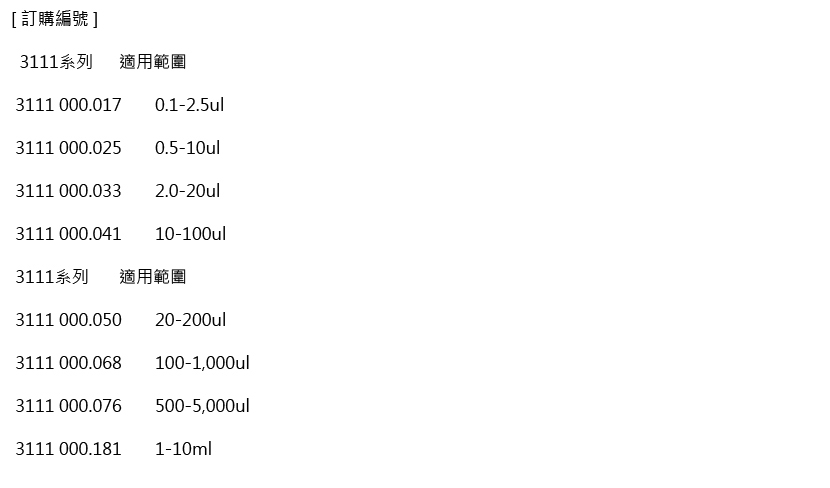 [ 訂購編號 ]
3111系列 適用範圍
3111 000.017 0.1-2.5ul
3111 000.025 0.5-10ul
3111 000.033 2.0-20ul
3111 000.041 10-100ul
3111系列 適用範圍
3111 000.050 20-200ul
3111 000.068 100-1,000ul
3111 000.076 500-5,000ul
3111 000.181 1-10ml